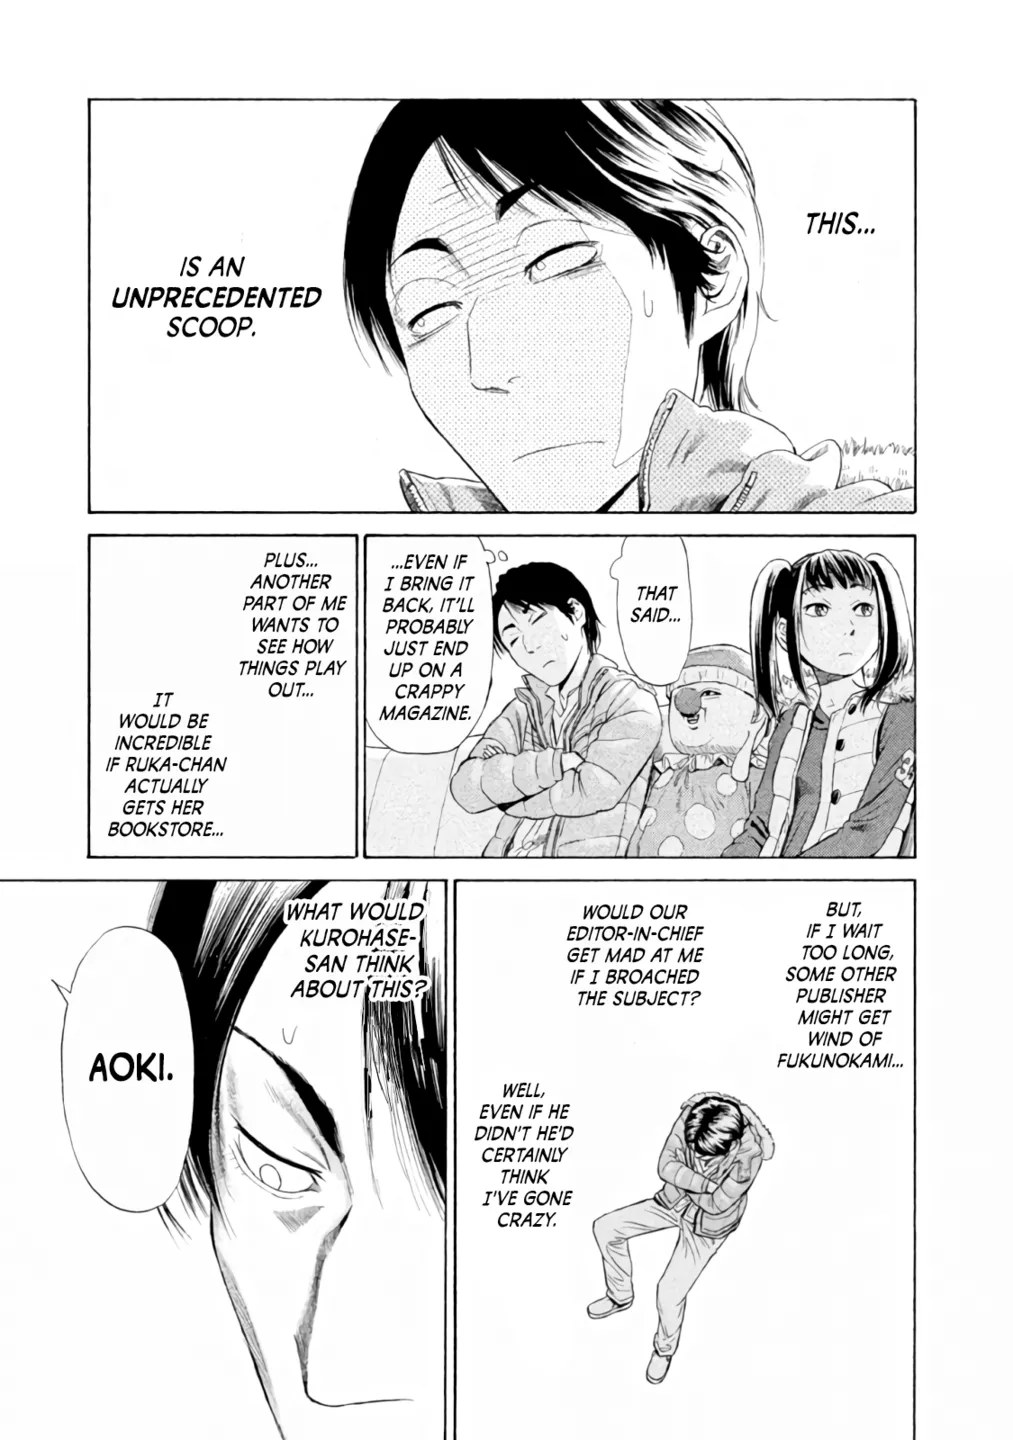 THIS...
IS AN
UNPRECEDENTED
SCOOP.
THAT
SAID...
...EVEN IF
I BRING IT
BACK, IT'LL
PROBABLY
JUST END
UP ON A
CRAPPY
MAGAZINE.
PLUS...
ANOTHER
PART OF ME
WANTS TO
SEE HOW
THINGS PLAY
OUT...
IT
WOULD BE
INCREDIBLE
IF RUKA-CHAN
ACTUALLY
GETS HER
BOOKSTORE...
BUT,
IF I WAIT
TOO LONG,
SOME OTHER
PUBLISHER
MIGHT GET
WIND OF
FUKUNOKAMI...
WOULD OUR
EDITOR-IN-CHIEF
GET MAD AT ME
IF I BROACHED
THE SUBJECT?
WELL,
EVEN IF HE
DIDN'T HE'D
CERTAINLY
THINK
I'VE GONE
CRAZY.
WHAT WOULD
KUROHASE-
SAN THINK
ABOUT THIS?
AOKI.